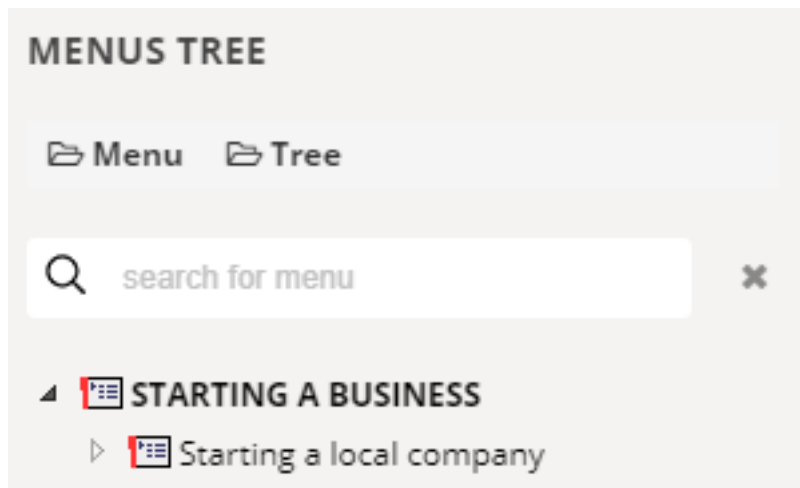 MENUS TREE
Menu Tree
search for menu
STARTING A BUSINESS
Starting a local company